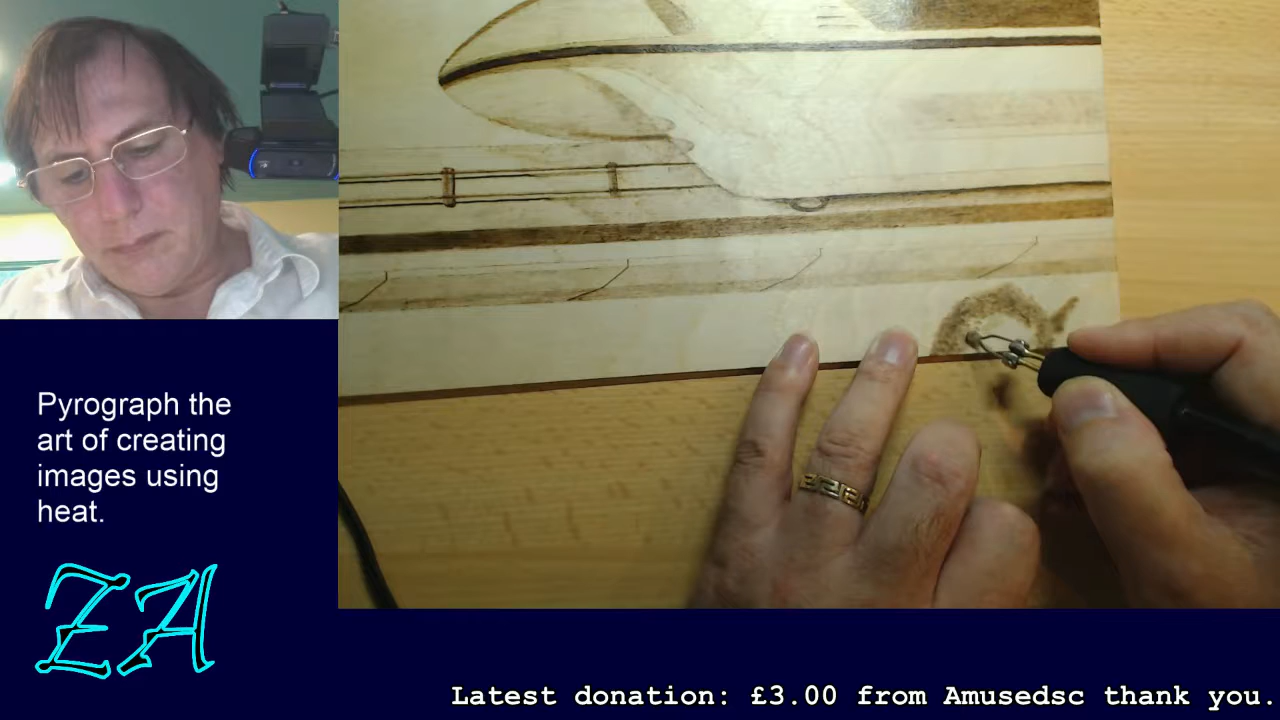 Pyrograph the
art of creating
images using
heat.
ZA
Latest donation: £3.00 from Amusedsc thank you.